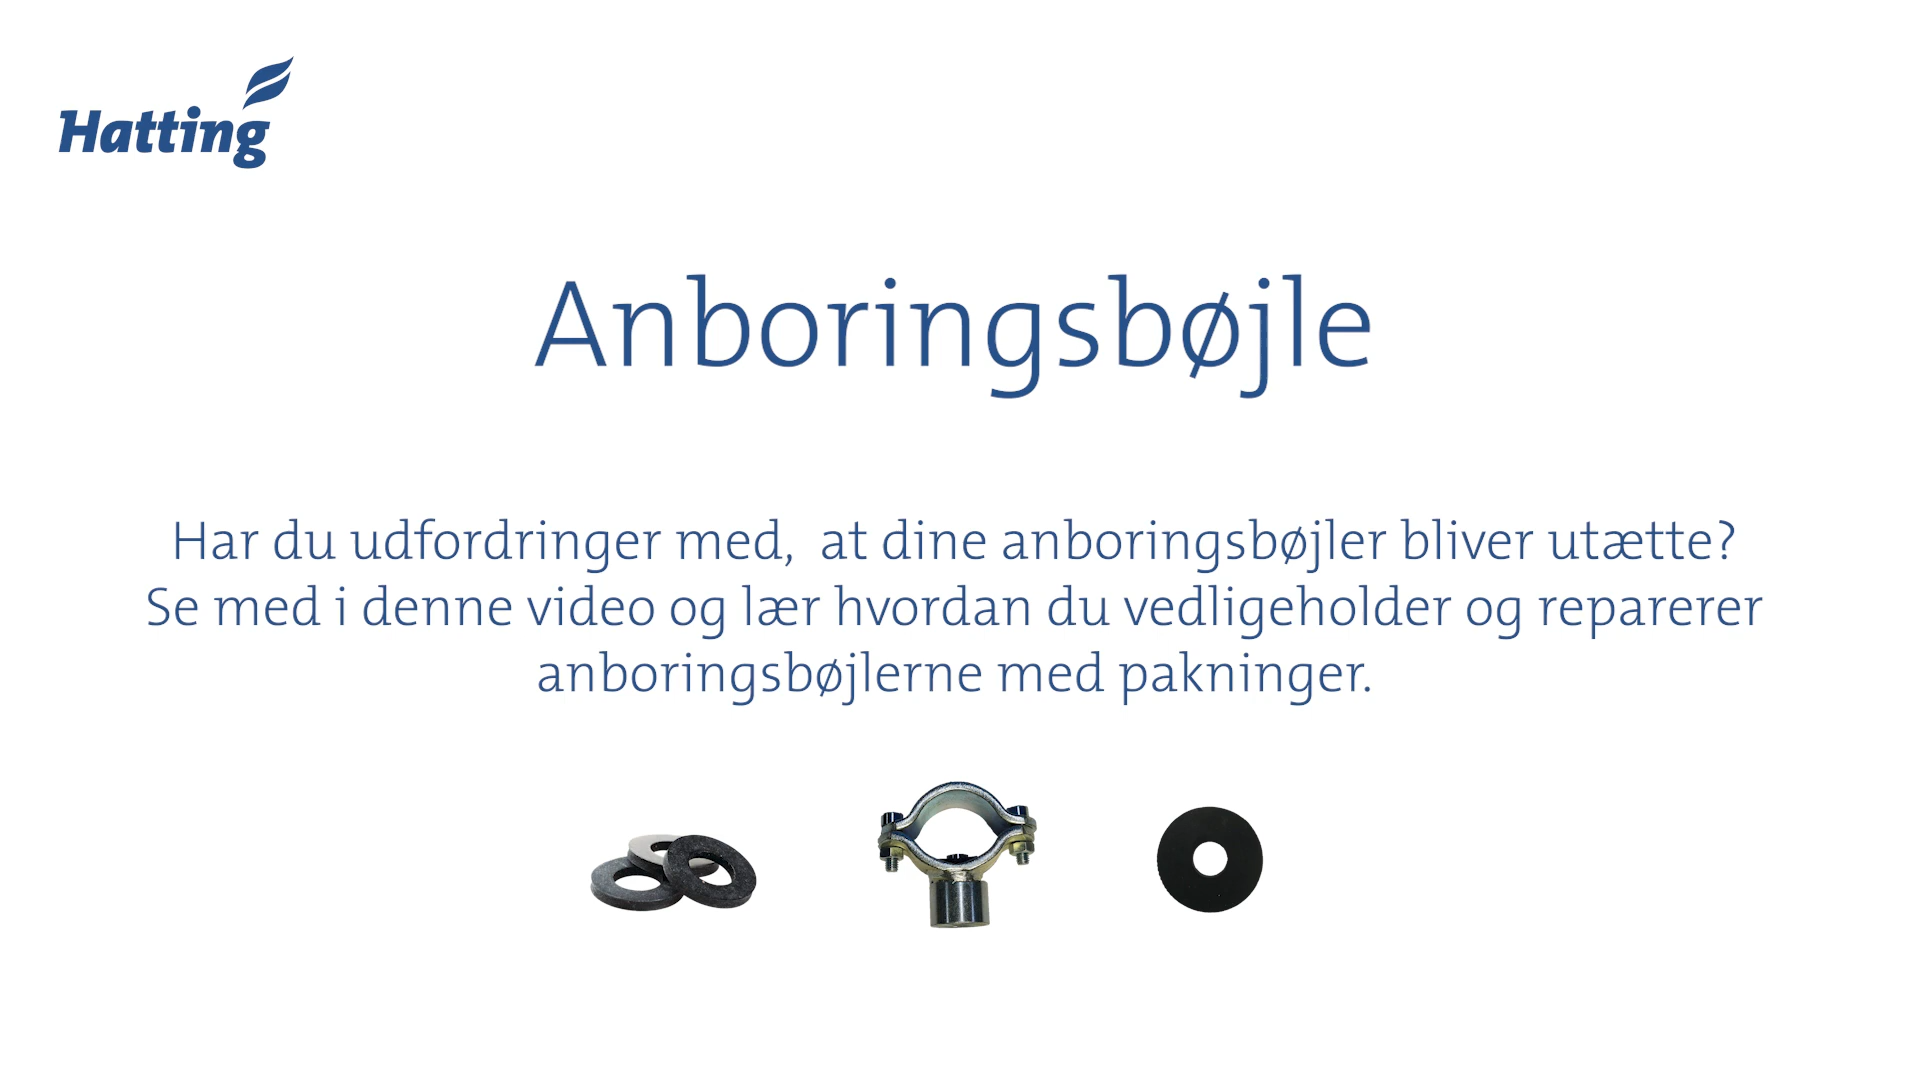 Hatting
Anboringsbøjle
Har du udfordringer med,  at dine anboringsbøjler bliver utætte?
Se med i denne video og lær hvordan du vedligeholder og reparerer
anboringsbøjlerne med pakninger.